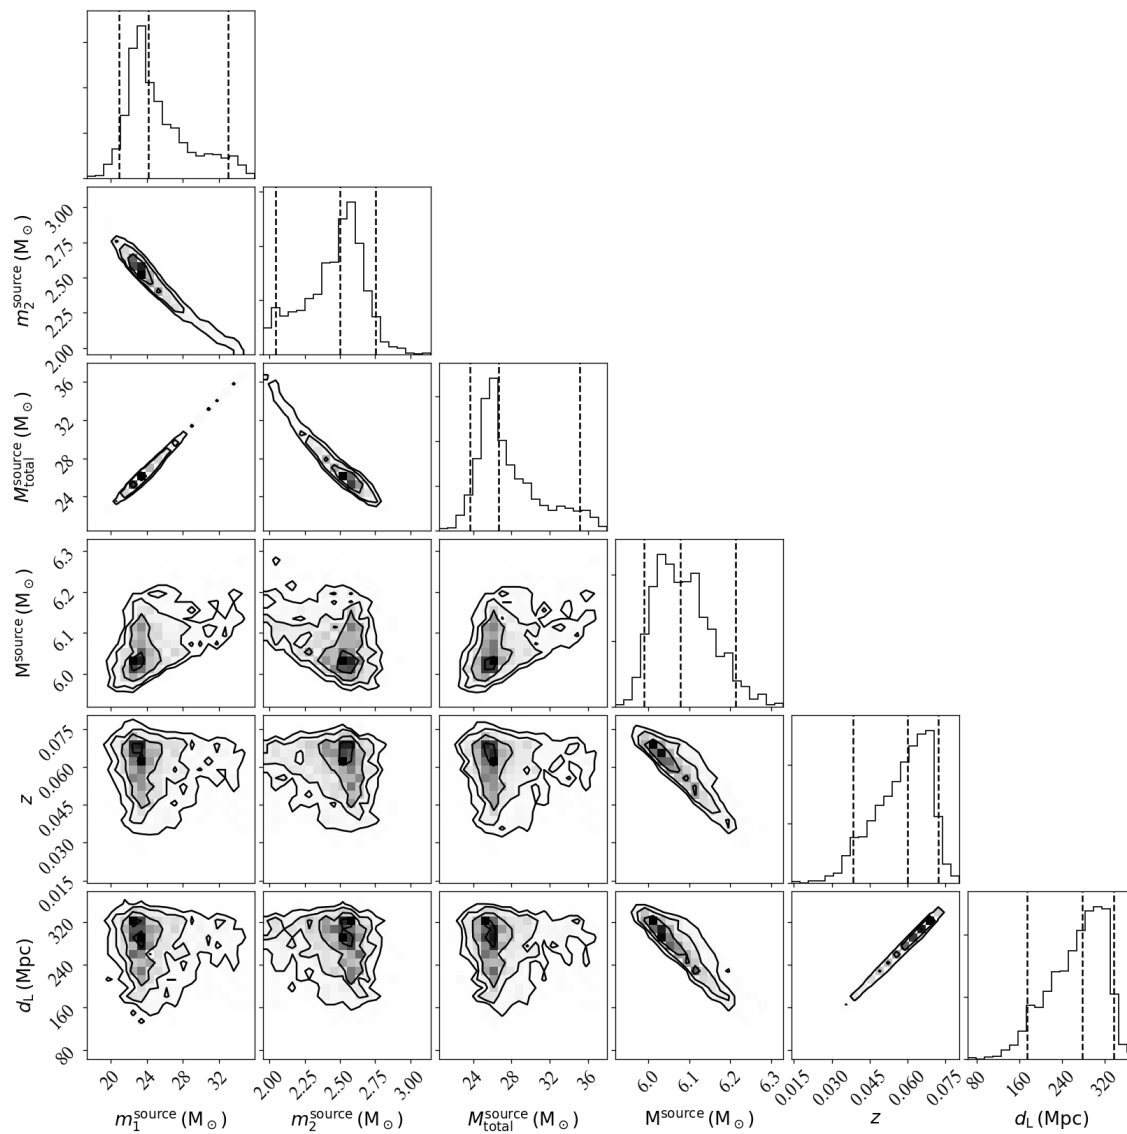 m₂^source (M⊙)
3.00
2.75
2.50
2.25
2.00
M_total^source (M⊙)
36
32
28
24
M^source (M⊙)
6.3
6.2
6.1
6.0
z
0.075
0.060
0.045
0.030
0.015
d_L (Mpc)
320
240
160
80
20 24 28 32
2.00 2.25 2.50 2.75 3.00
24 28 32 36
6.0 6.1 6.2 6.3
0.015 0.030 0.045 0.060 0.075
80 160 240 320
m₁^source (M⊙) m₂^source (M⊙) M_total^source (M⊙) M^source (M⊙) z d_L (Mpc)